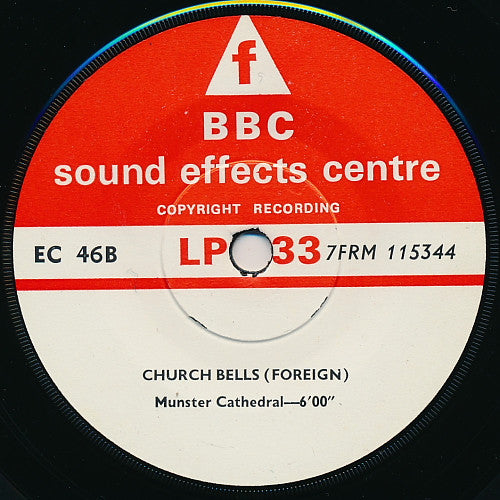 f
BBC
sound effects centre
COPYRIGHT RECORDING
EC 46B LP 33 7FRM 115344
CHURCH BELLS (FOREIGN)
Munster Cathedral—6'00"